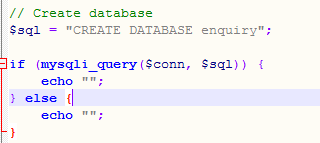 // Create database
$sql = "CREATE DATABASE enquiry";
if (mysqli_query($conn, $sql)) {
echo "";
} else {
echo "";
}